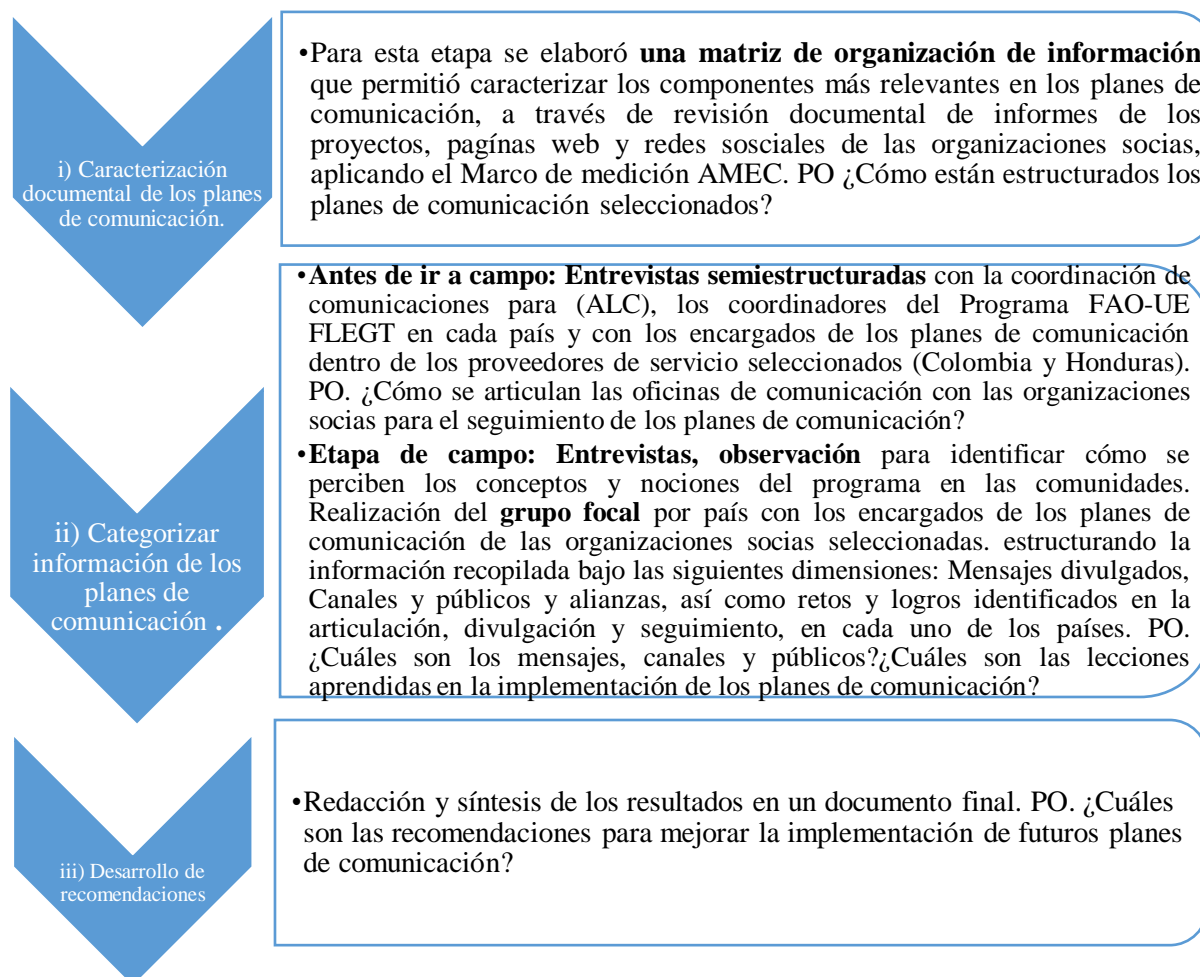 i) Caracterización
documental de los planes
de comunicación.
•Para esta etapa se elaboró una matriz de organización de información
que permitió caracterizar los componentes más relevantes en los planes de
comunicación, a través de revisión documental de informes de los
proyectos, pagínas web y redes sosciales de las organizaciones socias,
aplicando el Marco de medición AMEC. PO ¿Cómo están estructurados los
planes de comunicación seleccionados?
ii) Categorizar
información de los
planes de
comunicación .
•Antes de ir a campo: Entrevistas semiestructuradas con la coordinación de
comunicaciones para (ALC), los coordinadores del Programa FAO-UE
FLEGT en cada país y con los encargados de los planes de comunicación
dentro de los proveedores de servicio seleccionados (Colombia y Honduras).
PO. ¿Cómo se articulan las oficinas de comunicación con las organizaciones
socias para el seguimiento de los planes de comunicación?
•Etapa de campo: Entrevistas, observación para identificar cómo se
perciben los conceptos y nociones del programa en las comunidades.
Realización del grupo focal por país con los encargados de los planes de
comunicación de las organizaciones socias seleccionadas. estructurando la
información recopilada bajo las siguientes dimensiones: Mensajes divulgados,
Canales y públicos y alianzas, así como retos y logros identificados en la
articulación, divulgación y seguimiento, en cada uno de los países. PO.
¿Cuáles son los mensajes, canales y públicos?¿Cuáles son las lecciones
aprendidas en la implementación de los planes de comunicación?
iii) Desarrollo de
recomendaciones
•Redacción y síntesis de los resultados en un documento final. PO. ¿Cuáles
son las recomendaciones para mejorar la implementación de futuros planes
de comunicación?